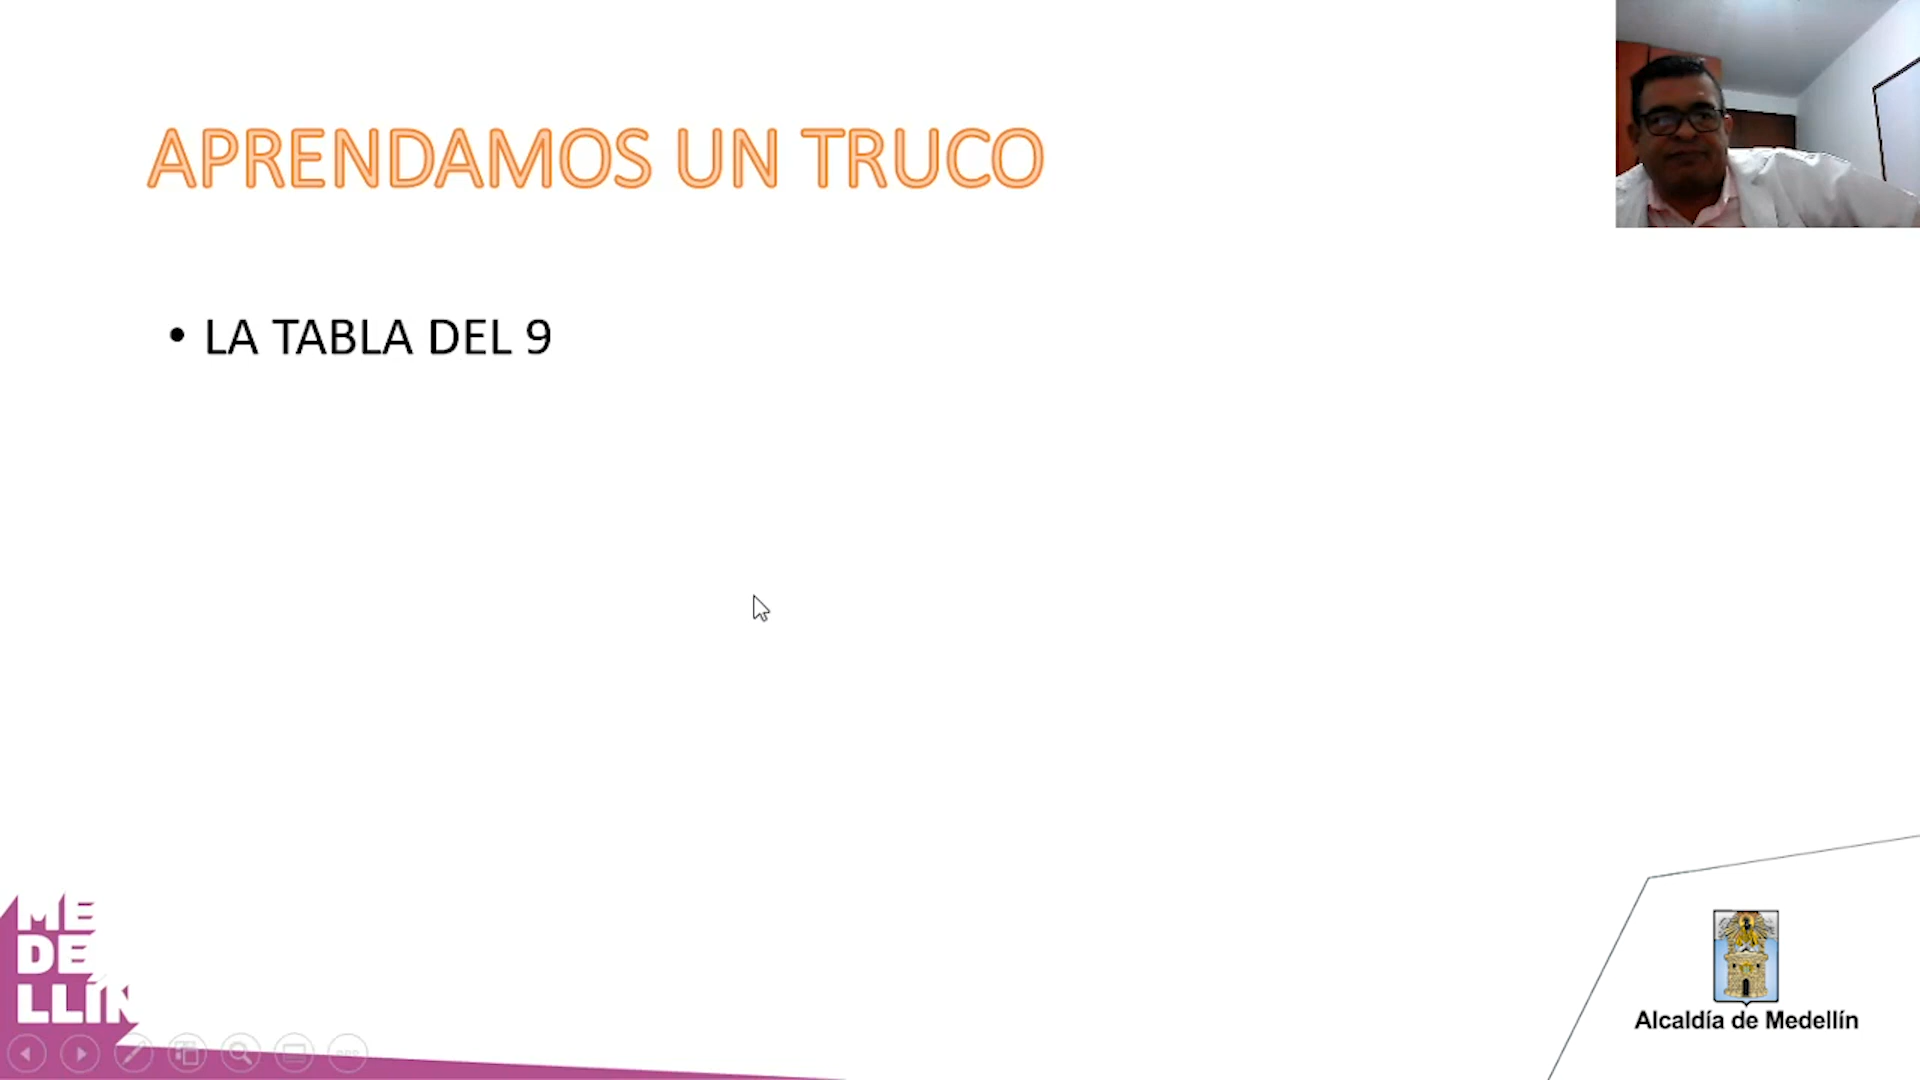 APRENDAMOS UN TRUCO
• LA TABLA DEL 9
ME
DE
LLÍN
Alcaldía de Medellín